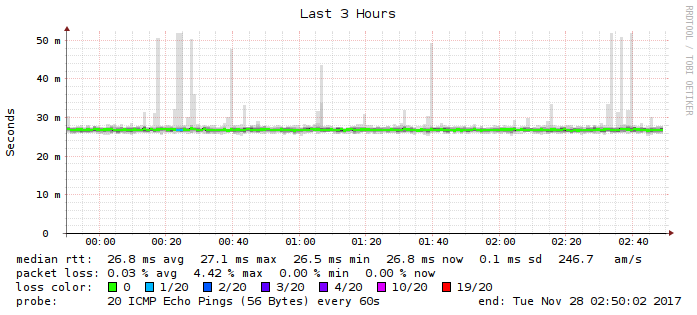 Last 3 Hours
RRDTOOL / TOBI OETIKER
Seconds
50 m
40 m
30 m
20 m
10 m
0
00:00 00:20 00:40 01:00 01:20 01:40 02:00 02:20 02:40
median rtt: 26.8 ms avg 27.1 ms max 26.5 ms min 26.8 ms now 0.1 ms sd 246.7 am/s
packet loss: 0.03 % avg 4.42 % max 0.00 % min 0.00 % now
loss color: 0 1/20 2/20 3/20 4/20 10/20 19/20
probe: 20 ICMP Echo Pings (56 Bytes) every 60s end: Tue Nov 28 02:50:02 2017